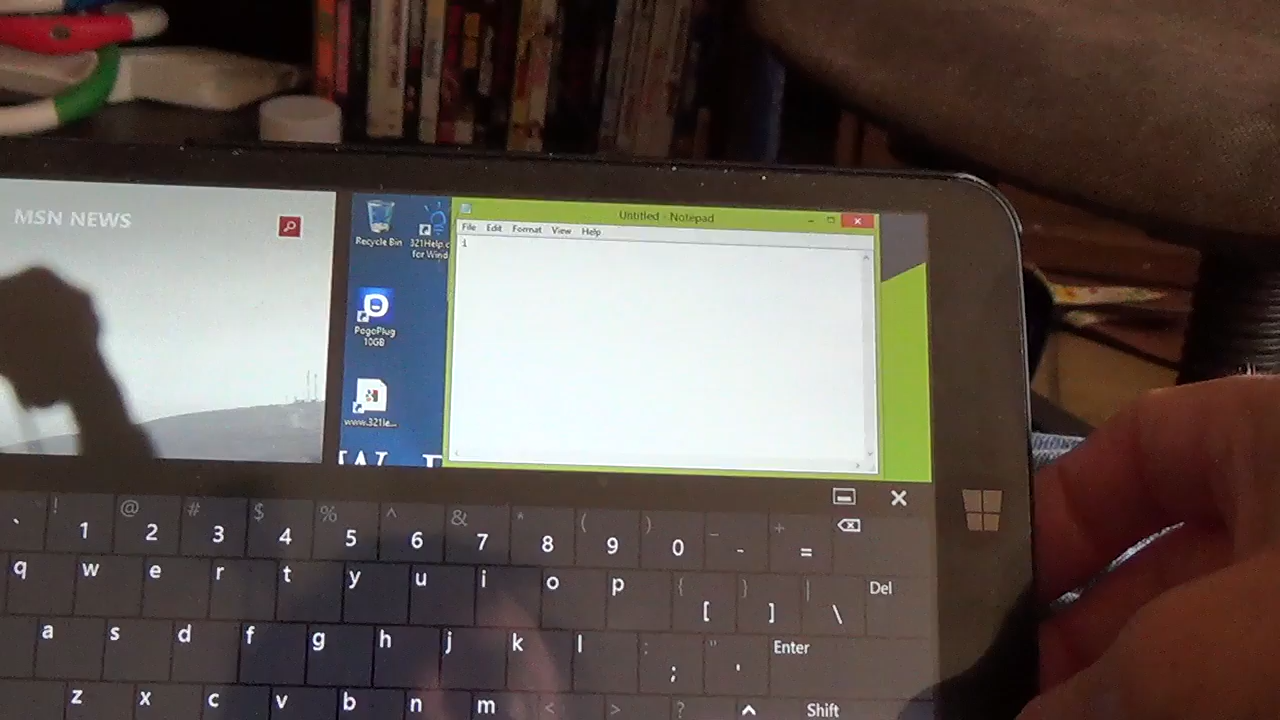 MSN NEWS
Untitled - Notepad
File Edit Format View Help
i
Recycle Bin
321Help.c
for Wind
PogoPlug
10GB
www.321le...
` ! 1 @ 2 # 3 $ 4 % 5 ^ 6 & 7 * 8 ( 9 ) 0 _ - + =
q w e r t y u i o p { [ } ] | \ Del
a s d f g h j k l : ; " ' Enter
z x c v b n m < > ? Shift